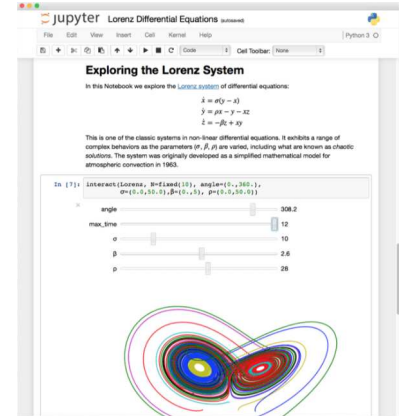 jupyter Lorenz Differential Equations (autosaved)
File Edit View Insert Cell Kernel Help Python 3
Code Cell Toolbar: None
Exploring the Lorenz System
In this Notebook we explore the Lorenz system of differential equations:
ẋ = σ(y − x)
ẏ = ρx − y − xz
ż = −βz + xy
This is one of the classic systems in non-linear differential equations. It exhibits a range of
complex behaviors as the parameters (σ, β, ρ) are varied, including what are known as chaotic
solutions. The system was originally developed as a simplified mathematical model for
atmospheric convection in 1963.
In [7]: interact(Lorenz, N=fixed(10), angle=(0.,360.),
σ=(0.0,50.0),β=(0.,5), ρ=(0.0,50.0))
angle 308.2
max_time 12
σ 10
β 2.6
ρ 28